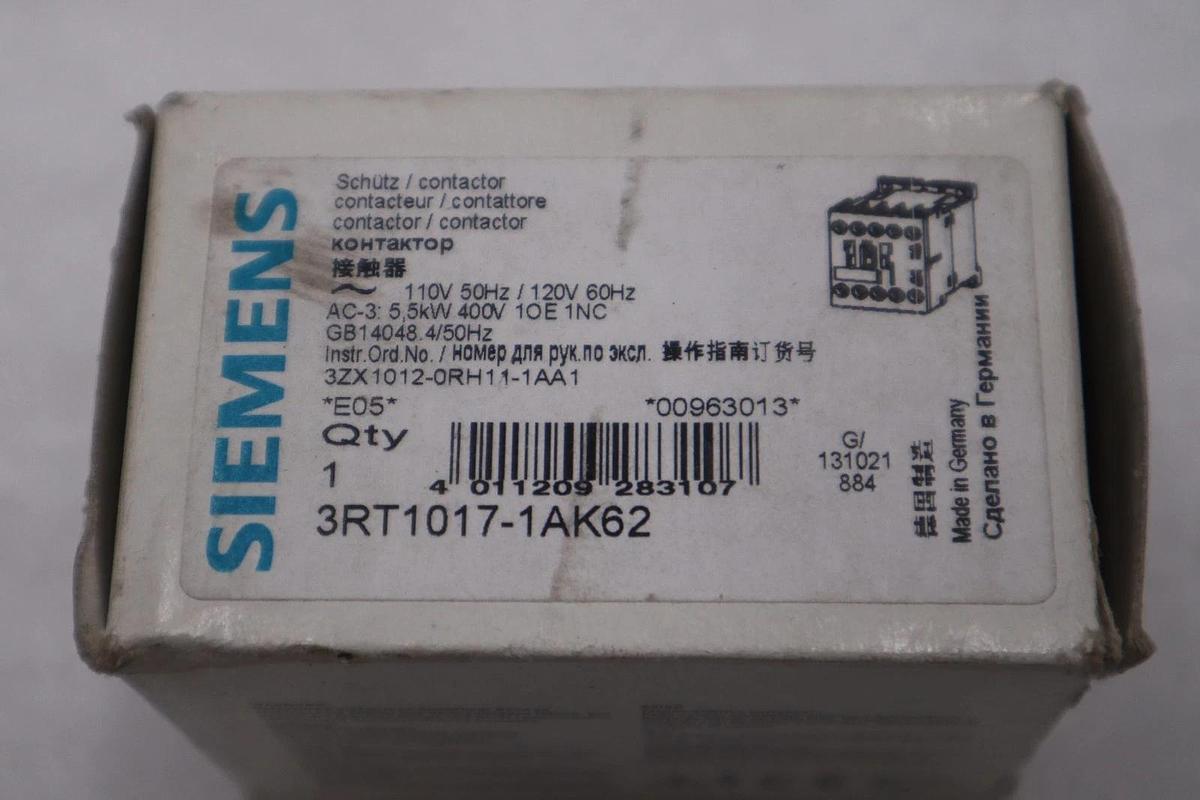 SIEMENS
Schütz / contactor
contacteur / contattore
contactor / contactor
контактор
接触器
~ 110V 50Hz / 120V 60Hz
AC-3: 5,5kW 400V 1OE 1NC
GB14048.4/50Hz
Instr.Ord.No. / номер для рук.по экспл. 操作指南订货号
3ZX1012-0RH11-1AA1
*E05* *00963013*
Qty
1
4 011209 283107
3RT1017-1AK62
G/
131021
884
德国制造
Made in Germany
Сделано в Германии